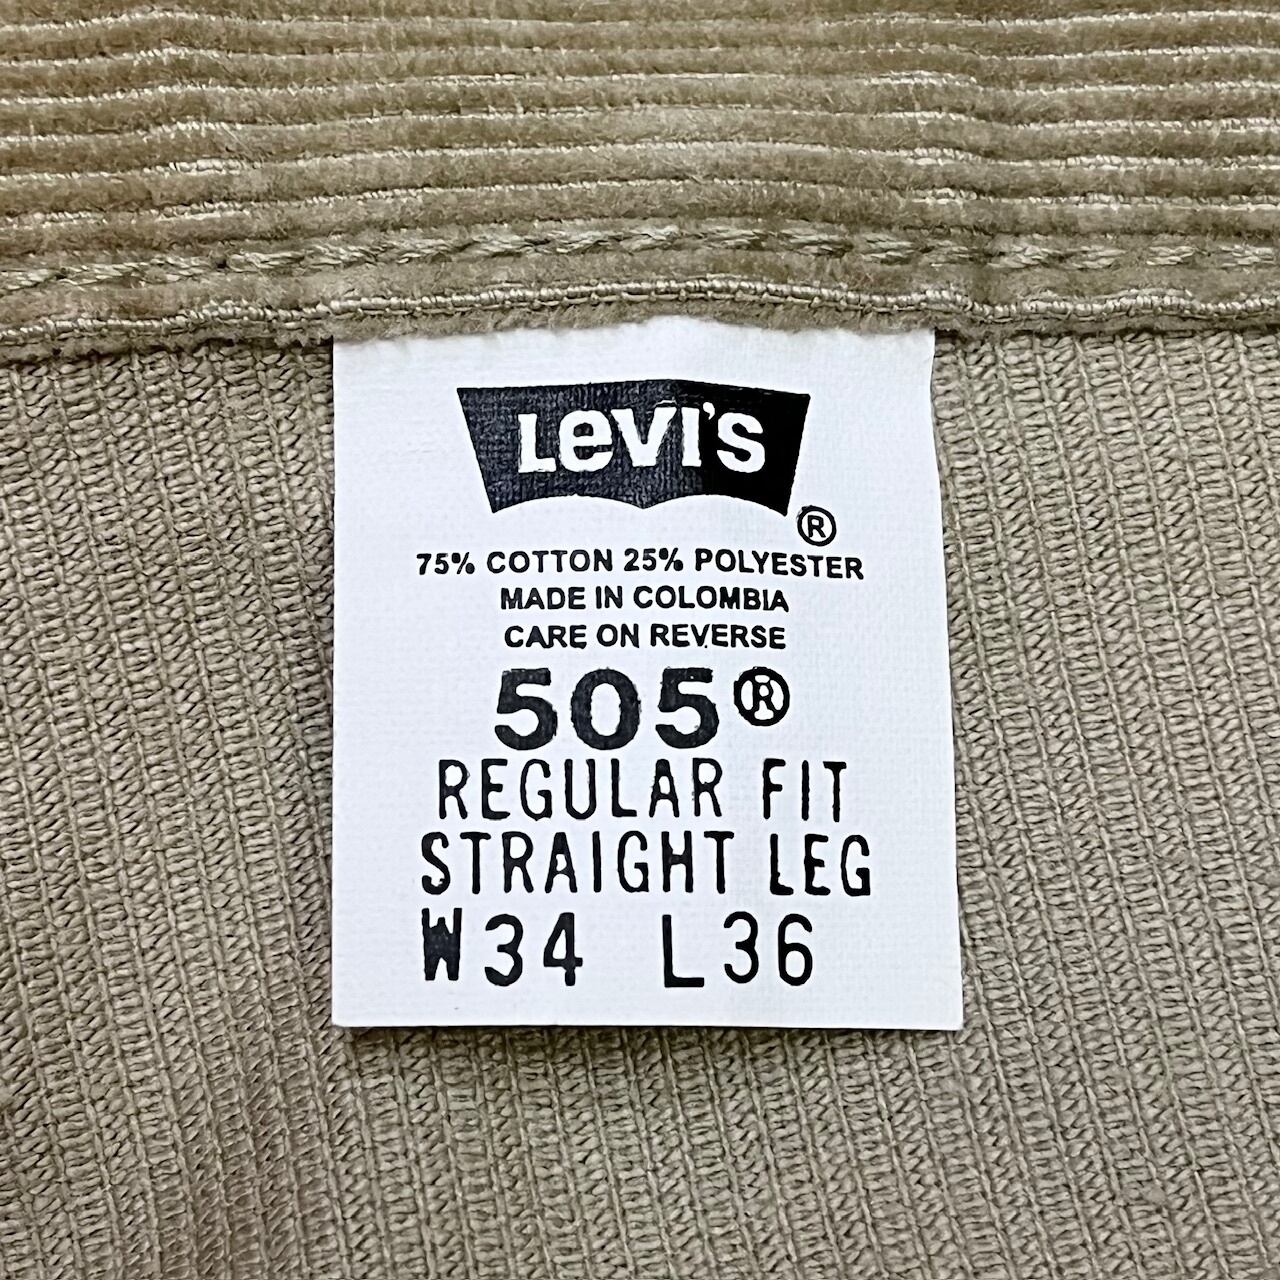 Levi's
®
75% COTTON 25% POLYESTER
MADE IN COLOMBIA
CARE ON REVERSE
505®
REGULAR FIT
STRAIGHT LEG
W34 L36